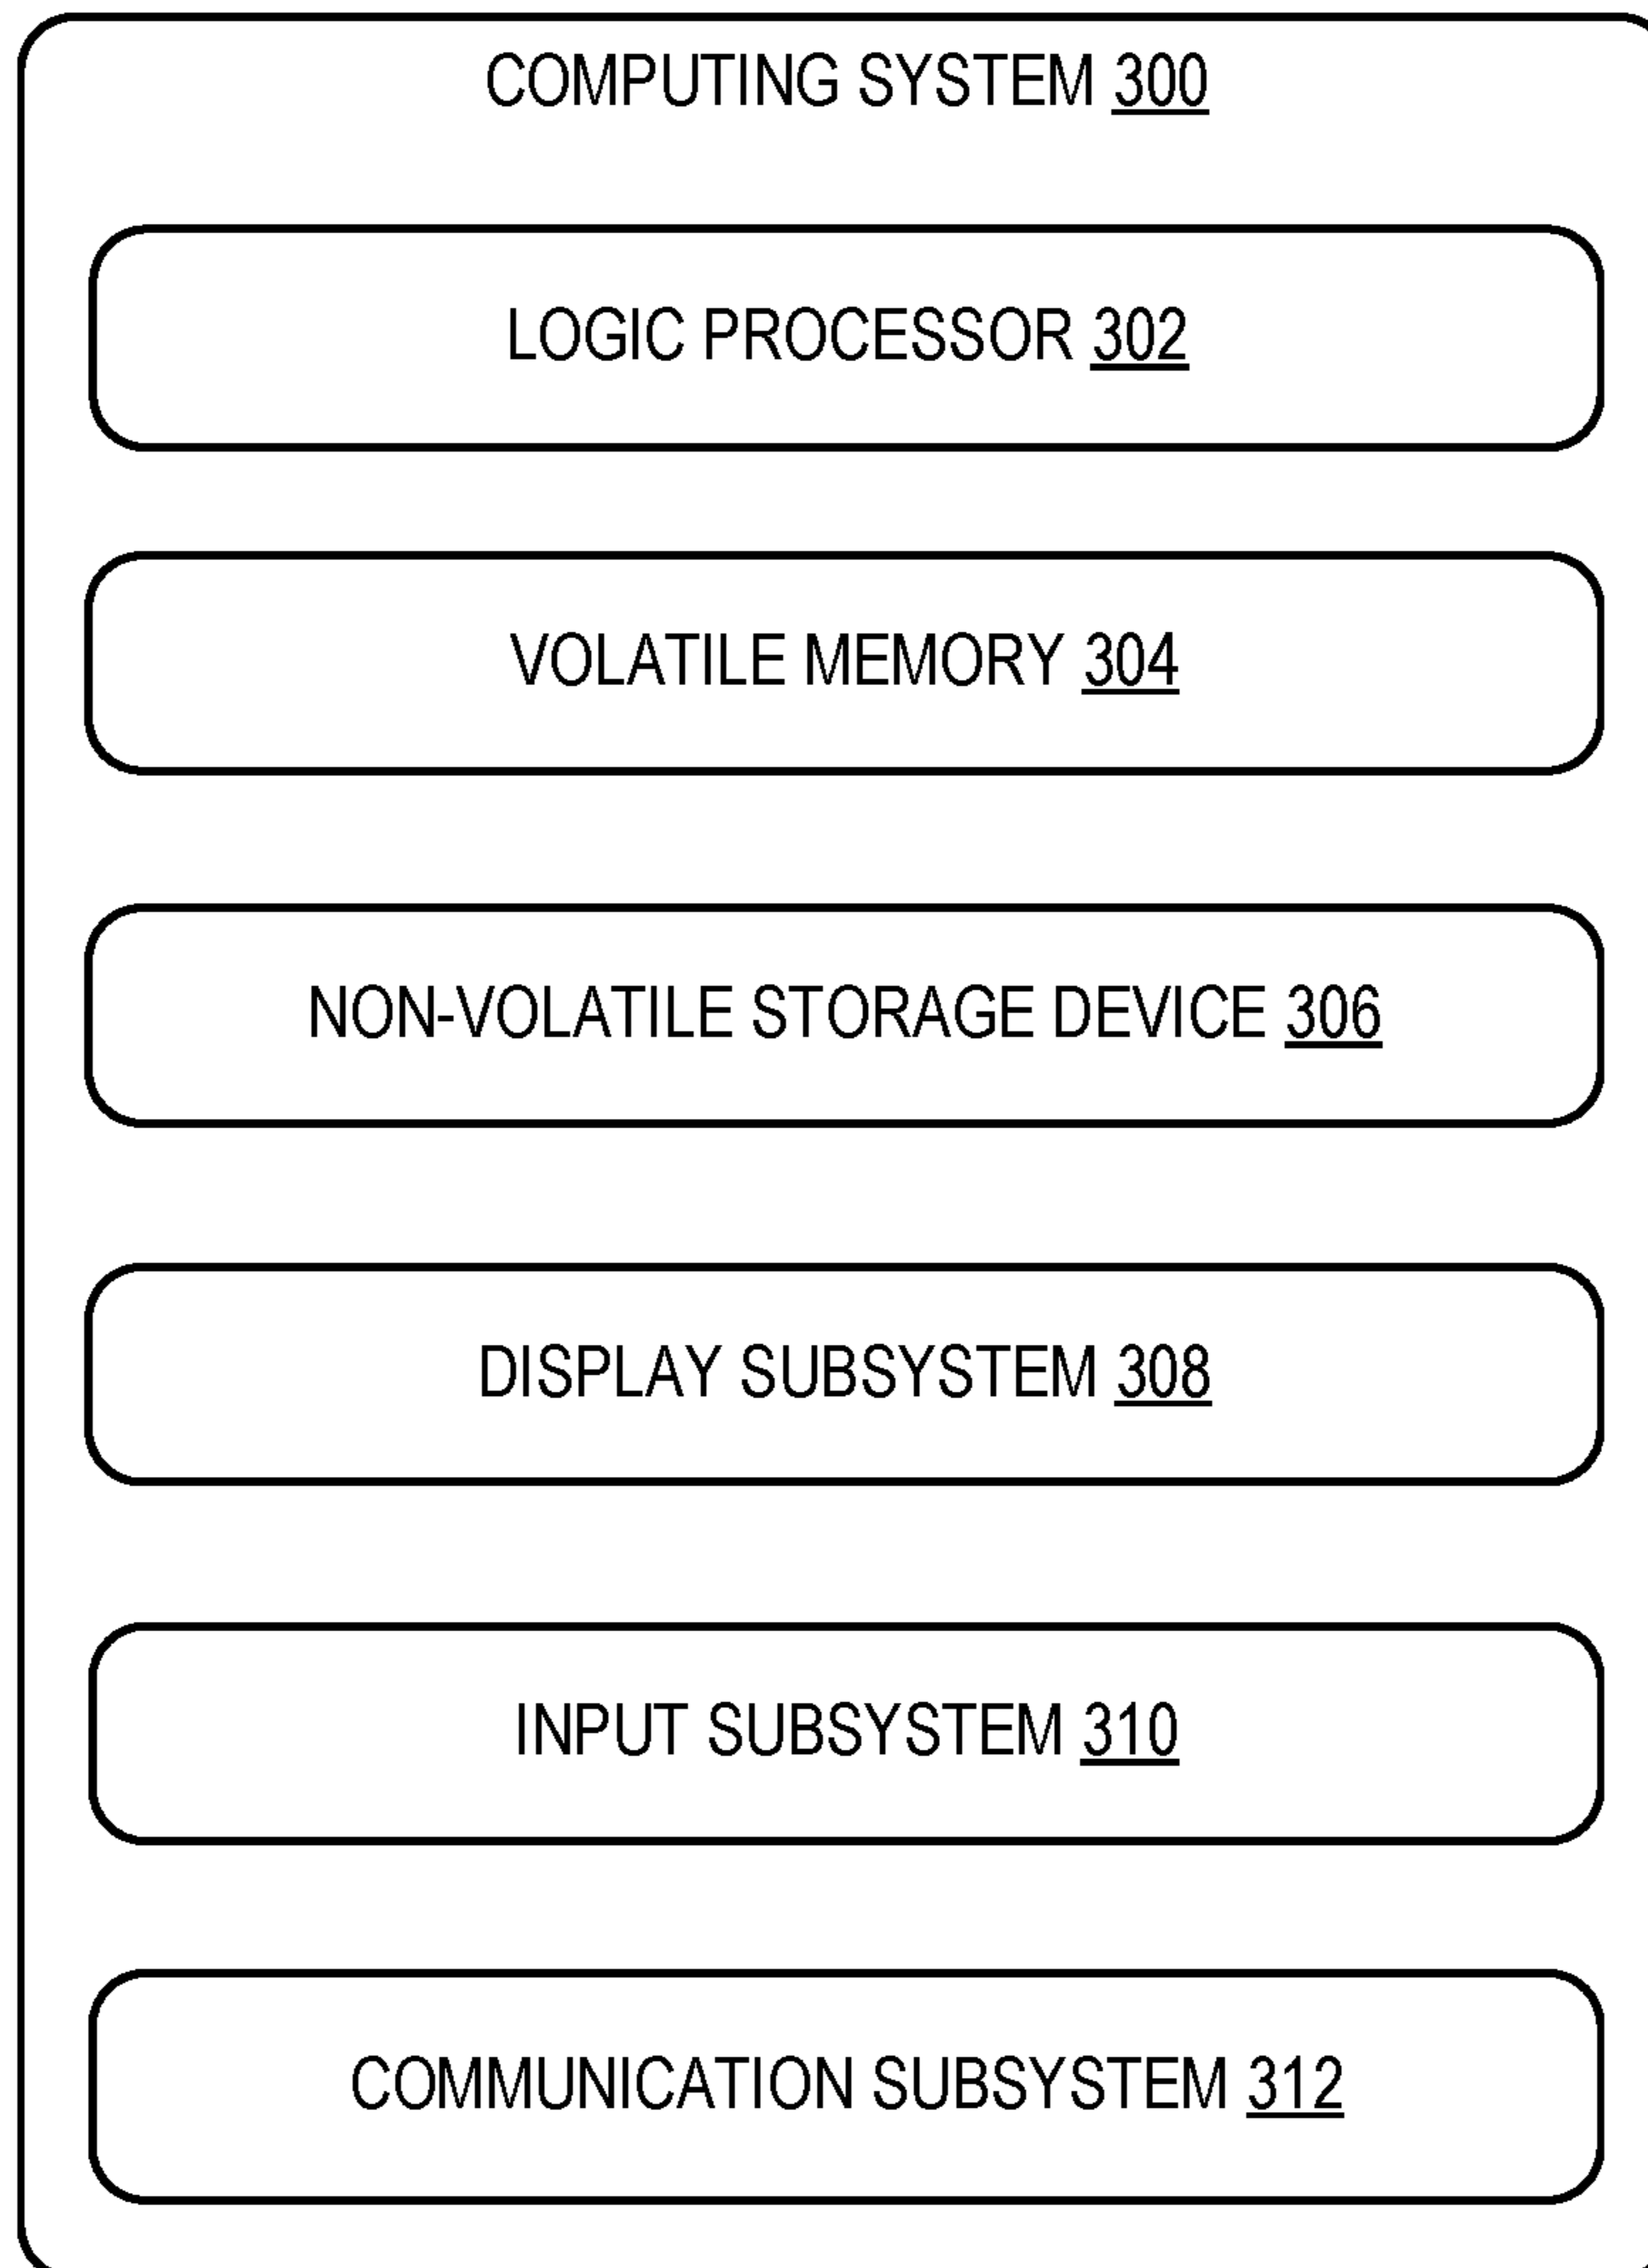 COMPUTING SYSTEM 300
LOGIC PROCESSOR 302
VOLATILE MEMORY 304
NON-VOLATILE STORAGE DEVICE 306
DISPLAY SUBSYSTEM 308
INPUT SUBSYSTEM 310
COMMUNICATION SUBSYSTEM 312